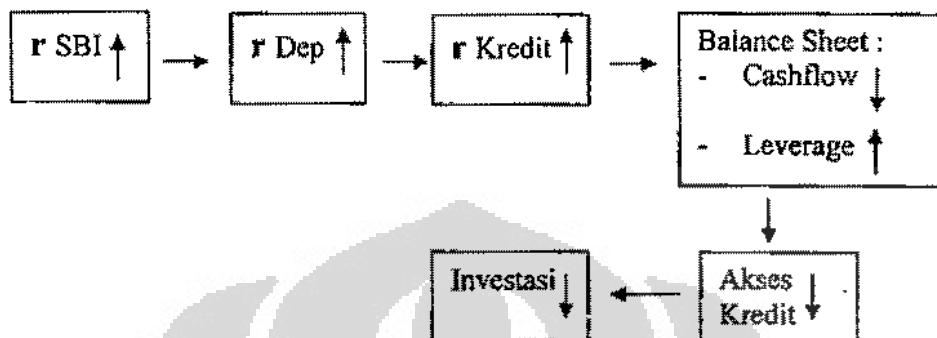 r SBI ↑
r Dep ↑
r Kredit ↑
Balance Sheet :
- Cashflow ↓
- Leverage ↑
Akses
Kredit ↓
Investasi ↓